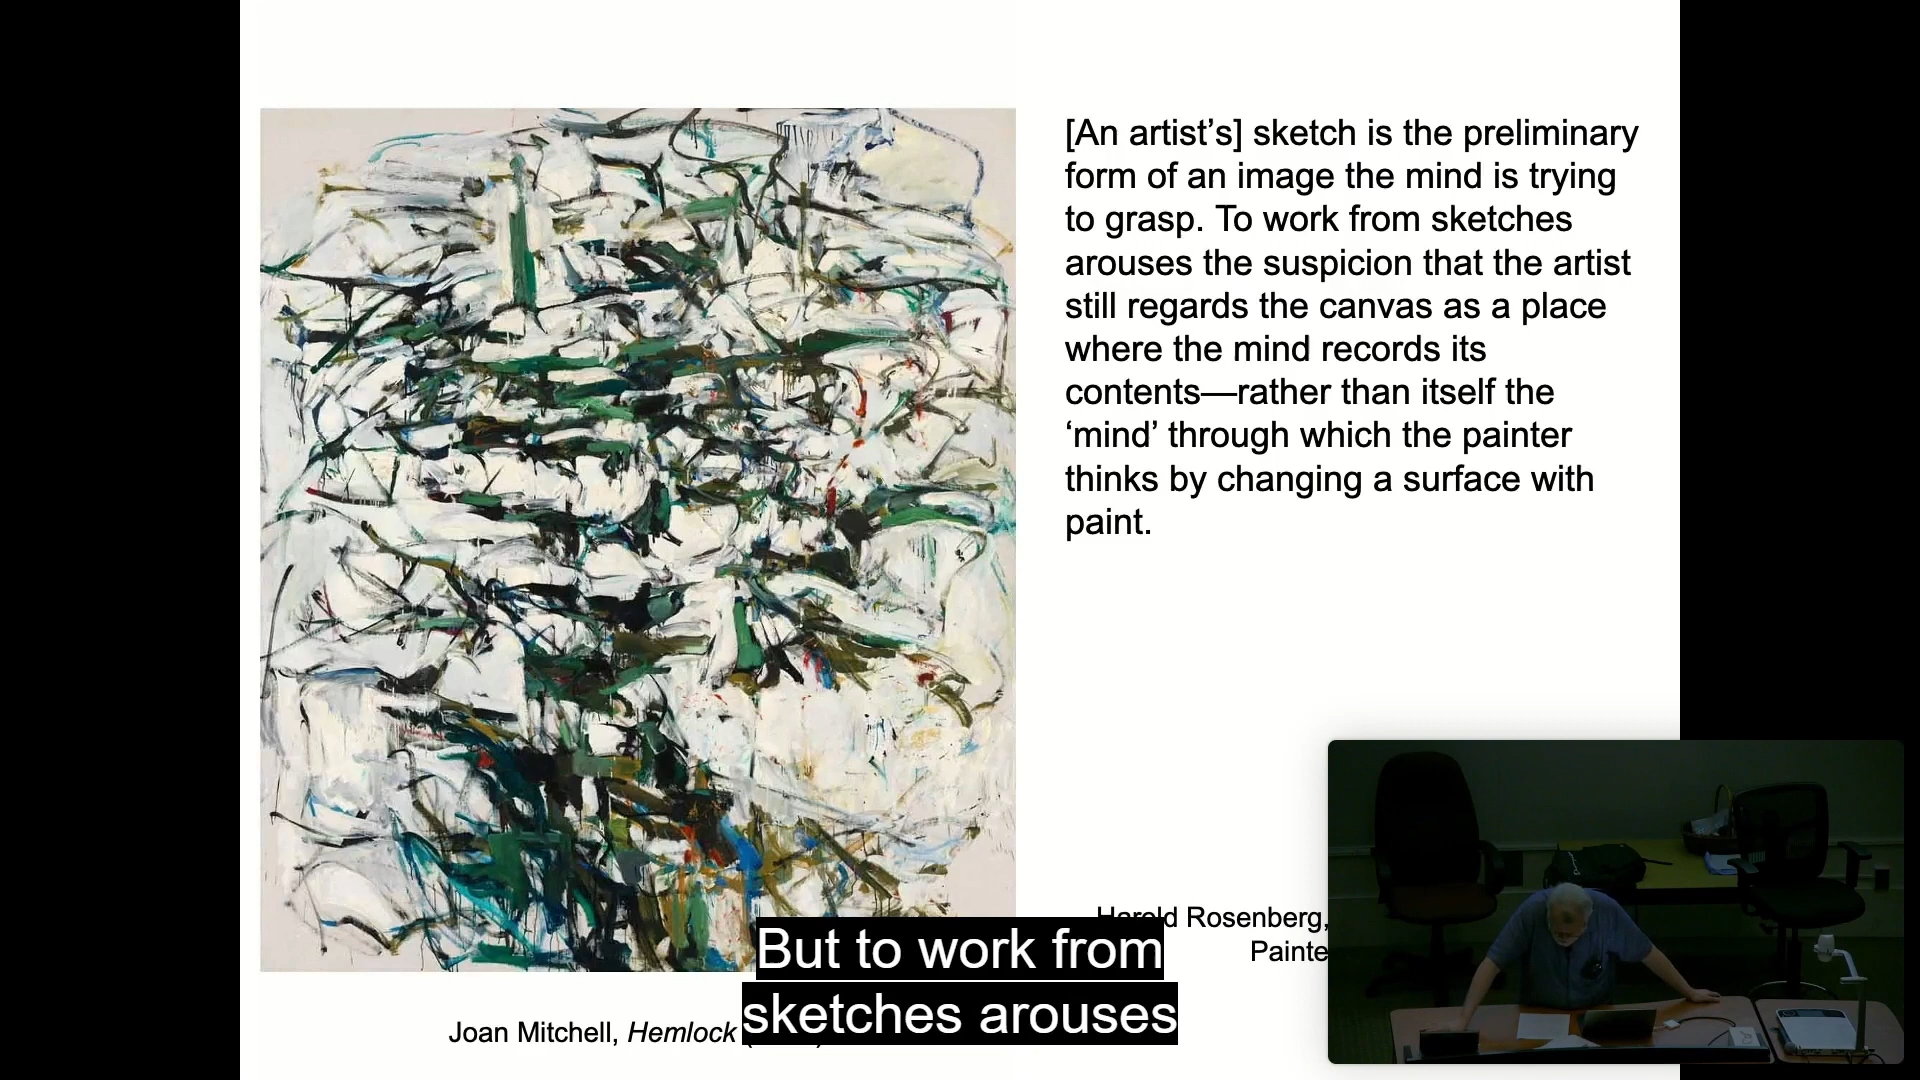 [An artist’s] sketch is the preliminary
form of an image the mind is trying
to grasp. To work from sketches
arouses the suspicion that the artist
still regards the canvas as a place
where the mind records its
contents—rather than itself the
‘mind’ through which the painter
thinks by changing a surface with
paint.
Harold Rosenberg,
Painte
Joan Mitchell, Hemlock
But to work from
sketches arouses